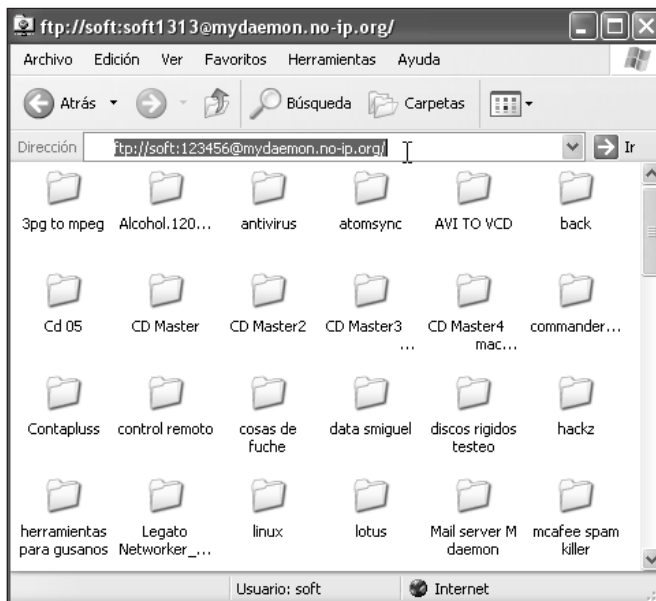 ftp://soft:soft1313@mydaemon.no-ip.org/
Archivo Edición Ver Favoritos Herramientas Ayuda
Atrás Búsqueda Carpetas
Dirección ftp://soft:123456@mydaemon.no-ip.org/ Ir
3pg to mpeg Alcohol.120... antivirus atomsync AVI TO VCD back
Cd 05 CD Master CD Master2 CD Master3 ... CD Master4 mac... commander...
Contapluss control remoto cosas de fuche data smiguel discos rigidos testeo hackz
herramientas para gusanos Legato Networker_... linux lotus Mail server M daemon mcafee spam killer
Usuario: soft Internet